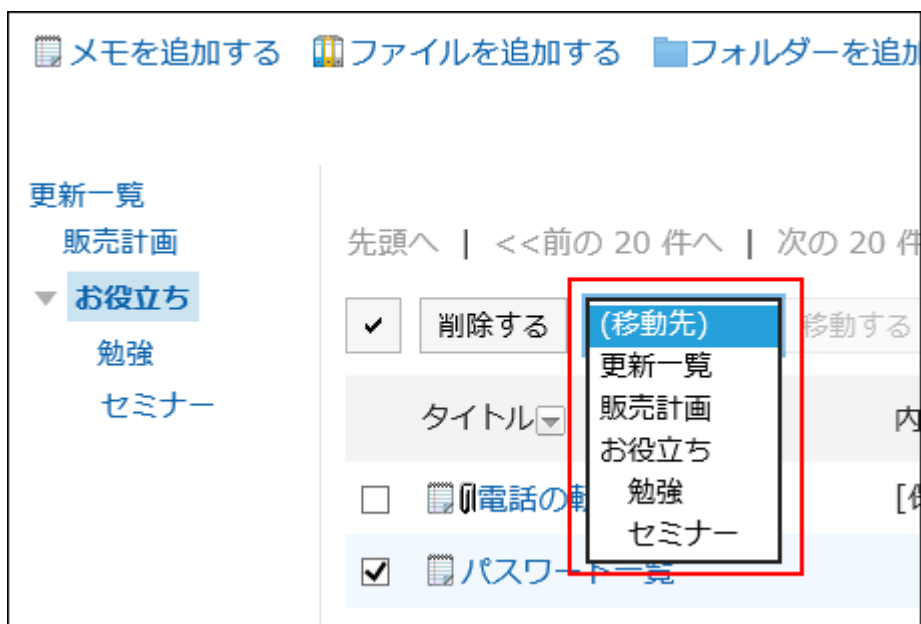 メモを追加する ファイルを追加する フォルダーを追加
更新一覧
販売計画
お役立ち
勉強
セミナー
先頭へ | <<前の 20 件へ | 次の 20 件
削除する
(移動先)
更新一覧
販売計画
お役立ち
勉強
セミナー
移動する
タイトル
内
電話の
パスワード一覧